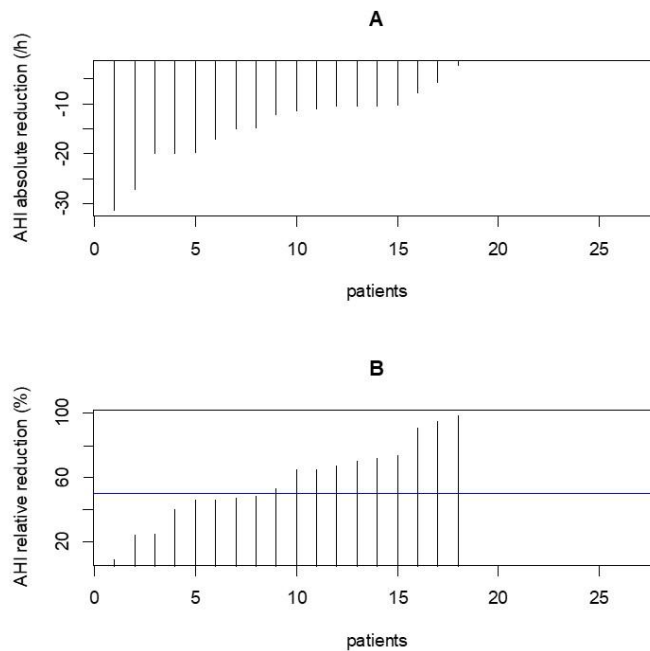 A
AHI absolute reduction (/h)
-10
-20
-30
0 5 10 15 20 25
patients
B
AHI relative reduction (%)
100
60
20
0 5 10 15 20 25
patients